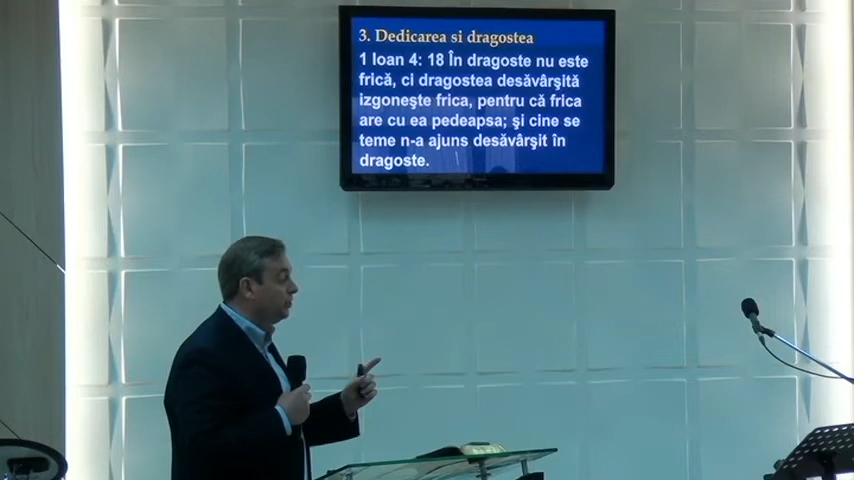 3. Dedicarea si dragostea
1 Ioan 4: 18 În dragoste nu este
frică, ci dragostea desăvârşită
izgoneşte frica, pentru că frica
are cu ea pedeapsa; şi cine se
teme n-a ajuns desăvârşit în
dragoste.